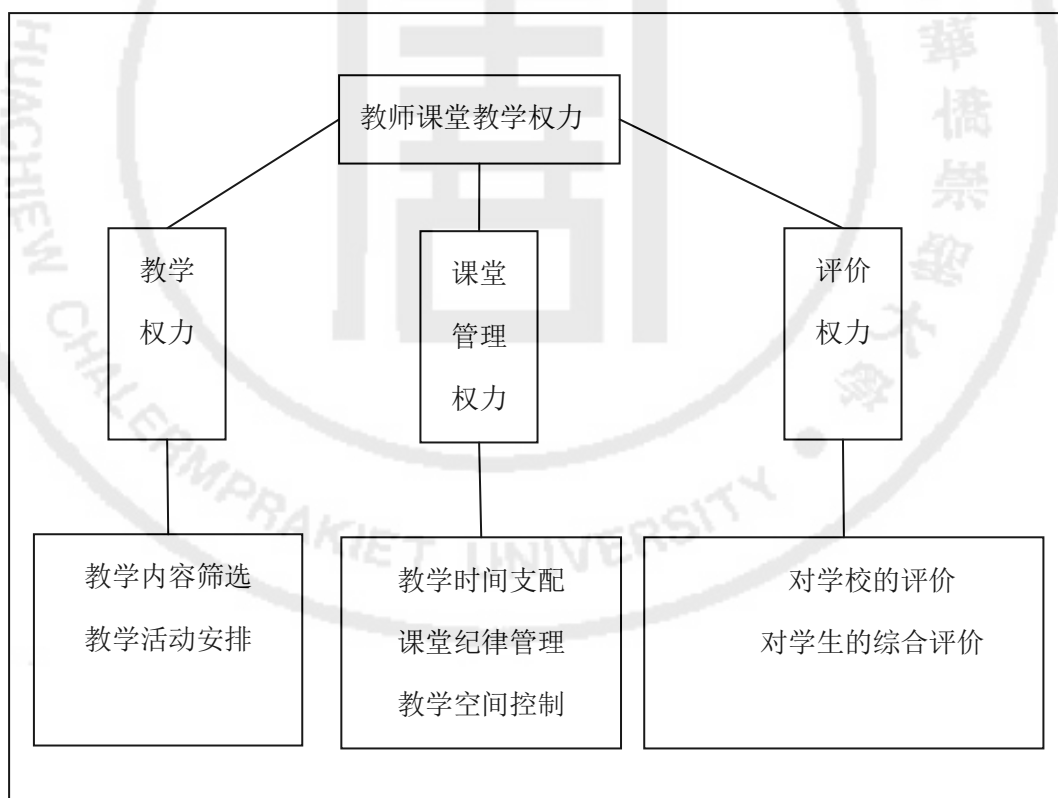 教师课堂教学权力
教学
权力
课堂
管理
权力
评价
权力
教学内容筛选
教学活动安排
教学时间支配
课堂纪律管理
教学空间控制
对学校的评价
对学生的综合评价
HUACHIEW CHALERMPRAKIET UNIVERSITY
華僑崇聖大學